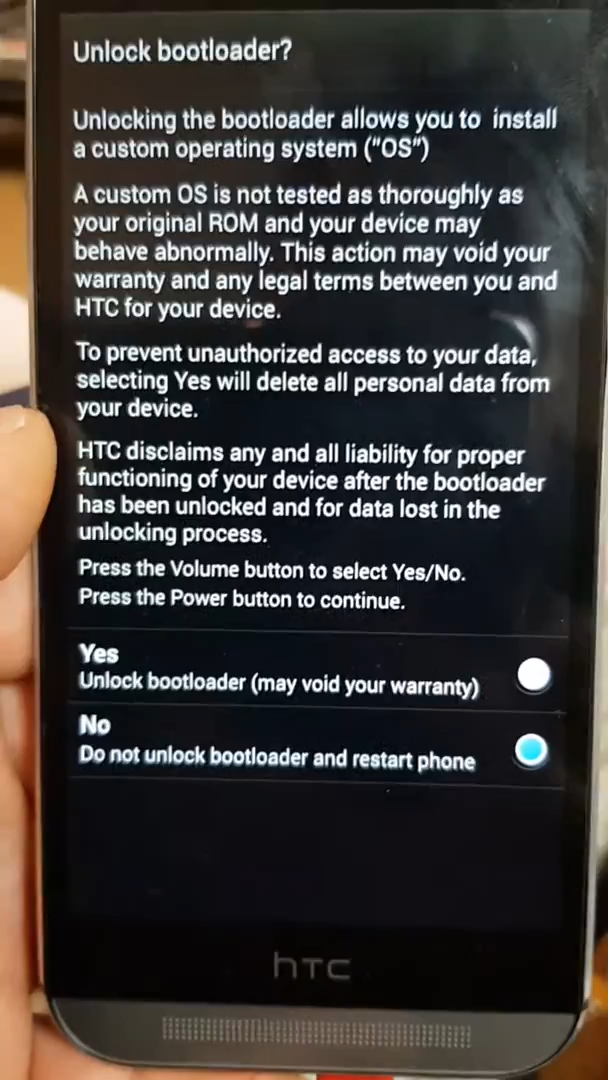 Unlock bootloader?
Unlocking the bootloader allows you to install
a custom operating system ("OS")
A custom OS is not tested as thoroughly as
your original ROM and your device may
behave abnormally. This action may void your
warranty and any legal terms between you and
HTC for your device.
To prevent unauthorized access to your data,
selecting Yes will delete all personal data from
your device.
HTC disclaims any and all liability for proper
functioning of your device after the bootloader
has been unlocked and for data lost in the
unlocking process.
Press the Volume button to select Yes/No.
Press the Power button to continue.
Yes
Unlock bootloader (may void your warranty)
No
Do not unlock bootloader and restart phone
hTC